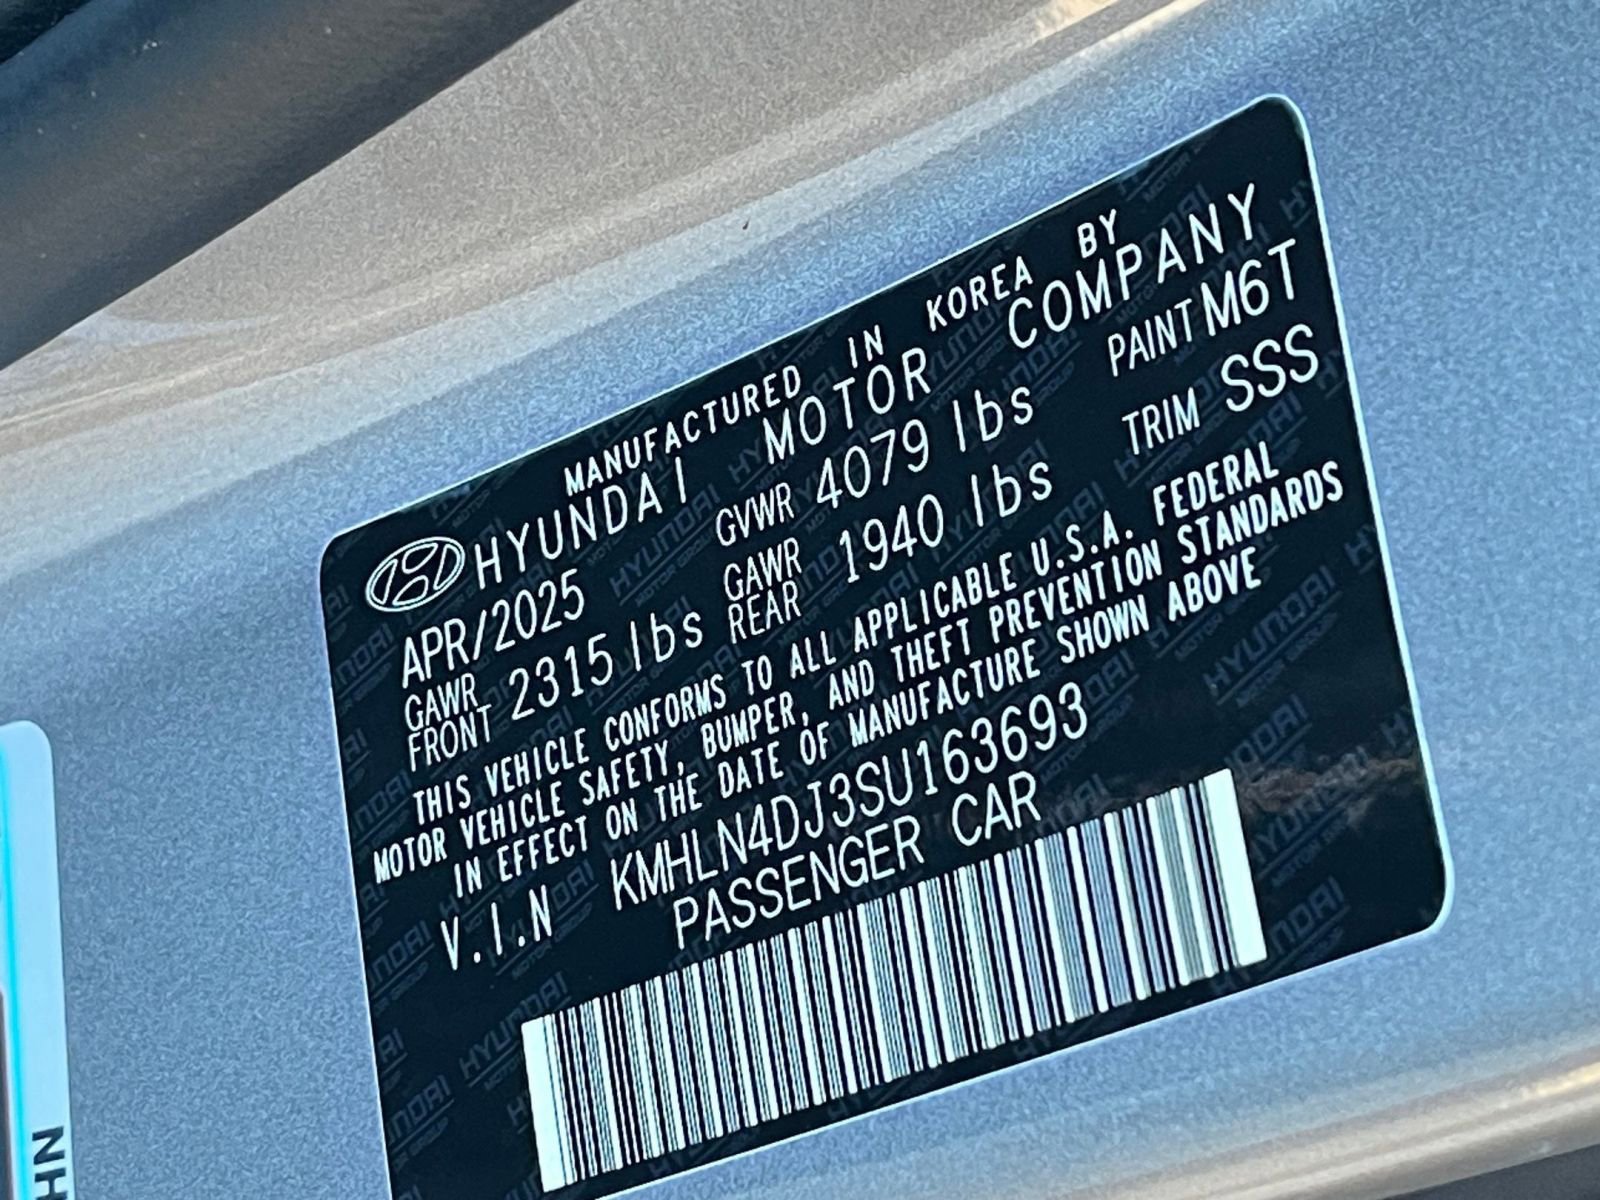 MANUFACTURED IN KOREA BY
HYUNDAI MOTOR COMPANY
APR/2025 GVWR 4079 lbs PAINT M6T
GAWR FRONT 2315 lbs GAWR REAR 1940 lbs TRIM SSS
THIS VEHICLE CONFORMS TO ALL APPLICABLE U.S.A. FEDERAL
MOTOR VEHICLE SAFETY, BUMPER, AND THEFT PREVENTION STANDARDS
IN EFFECT ON THE DATE OF MANUFACTURE SHOWN ABOVE
V.I.N KMHLN4DJ3SU163693
PASSENGER CAR